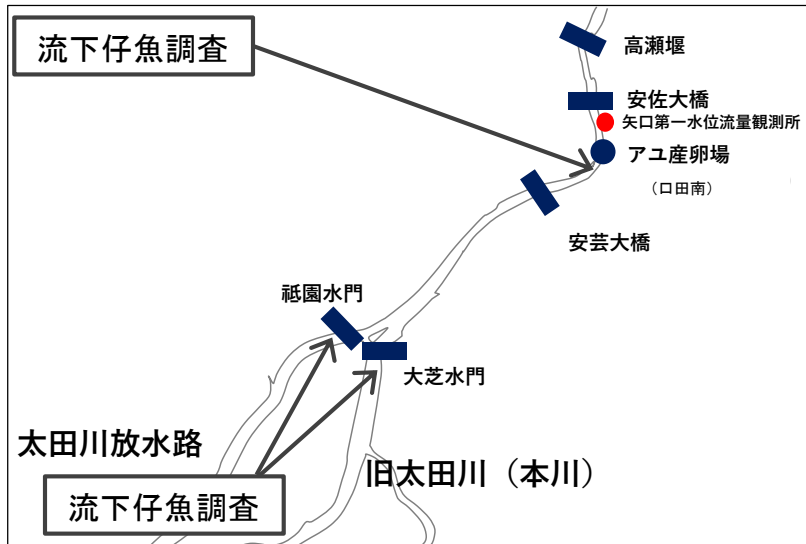 流下仔魚調査
高瀬堰
安佐大橋
矢口第一水位流量観測所
アユ産卵場
（口田南）
安芸大橋
祇園水門
大芝水門
太田川放水路
旧太田川（本川）
流下仔魚調査